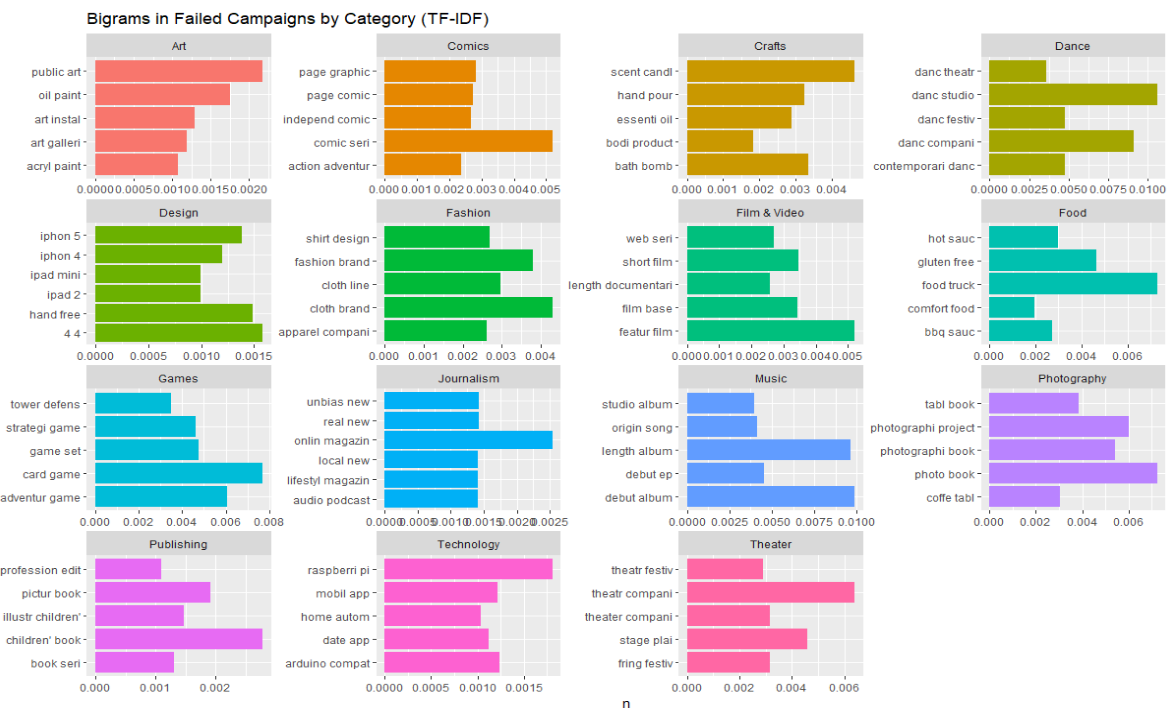 Bigrams in Failed Campaigns by Category (TF-IDF)
Art
public art
oil paint
art instal
art galleri
acryl paint
0.0000 0.0005 0.0010 0.0015 0.0020
Comics
page graphic
page comic
independ comic
comic seri
action adventur
0.000 0.001 0.002 0.003 0.004 0.005
Crafts
scent candl
hand pour
essenti oil
bodi product
bath bomb
0.000 0.001 0.002 0.003 0.004
Dance
danc theatr
danc studio
danc festiv
danc compani
contemporari danc
0.0000 0.0025 0.0050 0.0075 0.0100
Design
iphon 5
iphon 4
ipad mini
ipad 2
hand free
4 4
0.0000 0.0005 0.0010 0.0015
Fashion
shirt design
fashion brand
cloth line
cloth brand
apparel compani
0.000 0.001 0.002 0.003 0.004
Film & Video
web seri
short film
length documentari
film base
featur film
0.000 0.001 0.002 0.003 0.004 0.005
Food
hot sauc
gluten free
food truck
comfort food
bbq sauc
0.000 0.002 0.004 0.006
Games
tower defens
strategi game
game set
card game
adventur game
0.000 0.002 0.004 0.006 0.008
Journalism
unbias new
real new
onlin magazin
local new
lifestyl magazin
audio podcast
0.0000 0.0005 0.0010 0.0015 0.0020 0.0025
Music
studio album
origin song
length album
debut ep
debut album
0.0000 0.0025 0.0050 0.0075 0.0100
Photography
tabl book
photographi project
photographi book
photo book
coffe tabl
0.000 0.002 0.004 0.006
Publishing
profession edit
pictur book
illustr children'
children' book
book seri
0.000 0.001 0.002
Technology
raspberri pi
mobil app
home autom
date app
arduino compat
0.0000 0.0005 0.0010 0.0015
Theater
theatr festiv
theatr compani
theater compani
stage plai
fring festiv
0.000 0.002 0.004 0.006
n